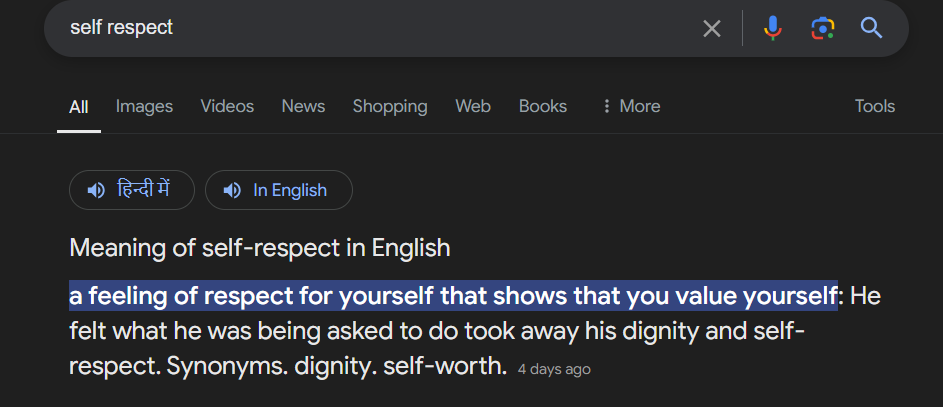 self respect
All Images Videos News Shopping Web Books More Tools
हिन्दी में In English
Meaning of self-respect in English
a feeling of respect for yourself that shows that you value yourself: He
felt what he was being asked to do took away his dignity and self-
respect. Synonyms. dignity. self-worth. 4 days ago